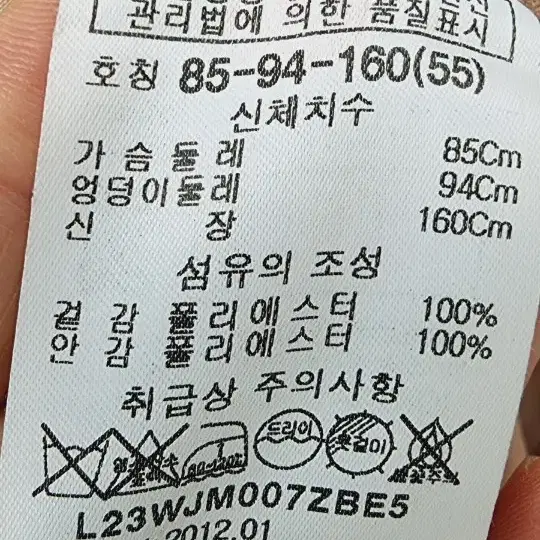 관리법에 의한 품질표시
호칭 85-94-160(55)
신체치수
가슴둘레 85Cm
엉덩이둘레 94Cm
신 장 160Cm
섬유의 조성
겉 감 폴리에스터 100%
안 감 폴리에스터 100%
취급상 주의사항
드라이 옷걸이
L23WJM007ZBE5
2012.01